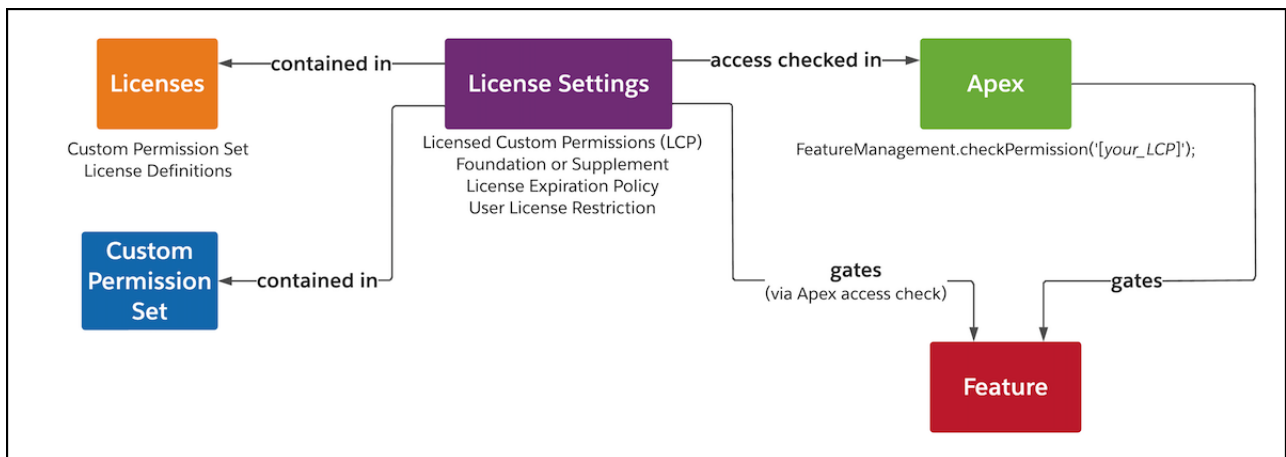 Licenses
contained in
License Settings
access checked in
Apex
Custom Permission Set
License Definitions
Licensed Custom Permissions (LCP)
Foundation or Supplement
License Expiration Policy
User License Restriction
FeatureManagement.checkPermission('[your_LCP]');
Custom
Permission
Set
contained in
gates
(via Apex access check)
gates
Feature